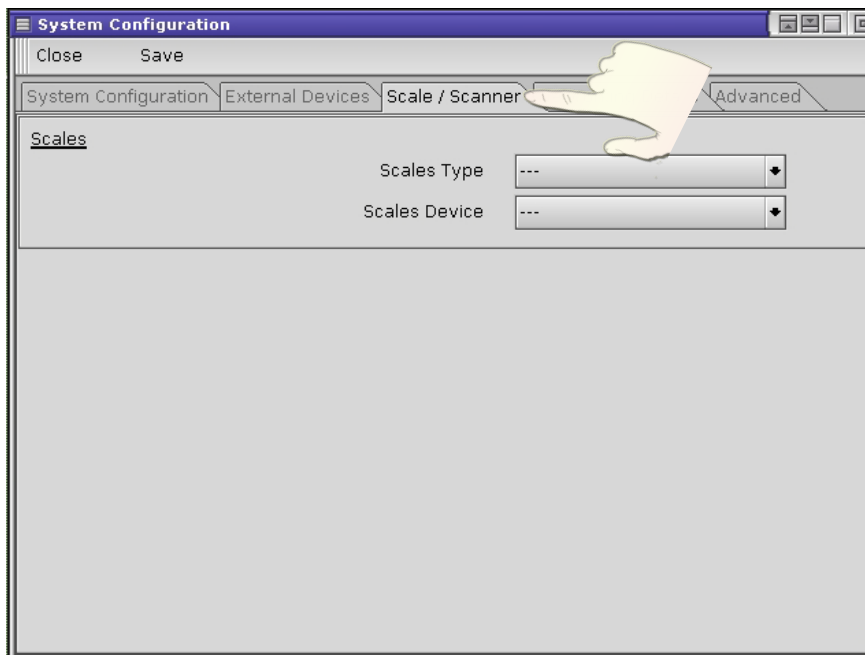 System Configuration
Close Save
System Configuration External Devices Scale / Scanner Advanced
Scales
Scales Type ---
Scales Device ---